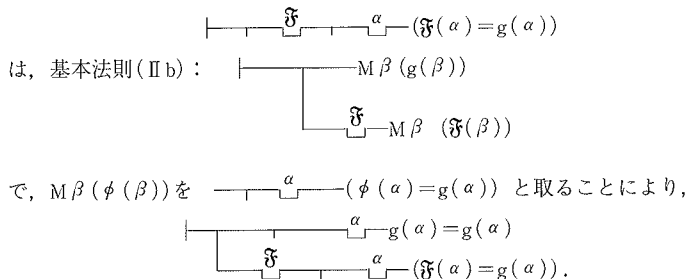 𝔉 α (𝔉(α)=g(α))
は，基本法則(Ⅱb)： Mβ(g(β))
𝔉 Mβ (𝔉(β))
で，Mβ(φ(β))を α (φ(α)=g(α)) と取ることにより，
α g(α)=g(α)
𝔉 α (𝔉(α)=g(α))．